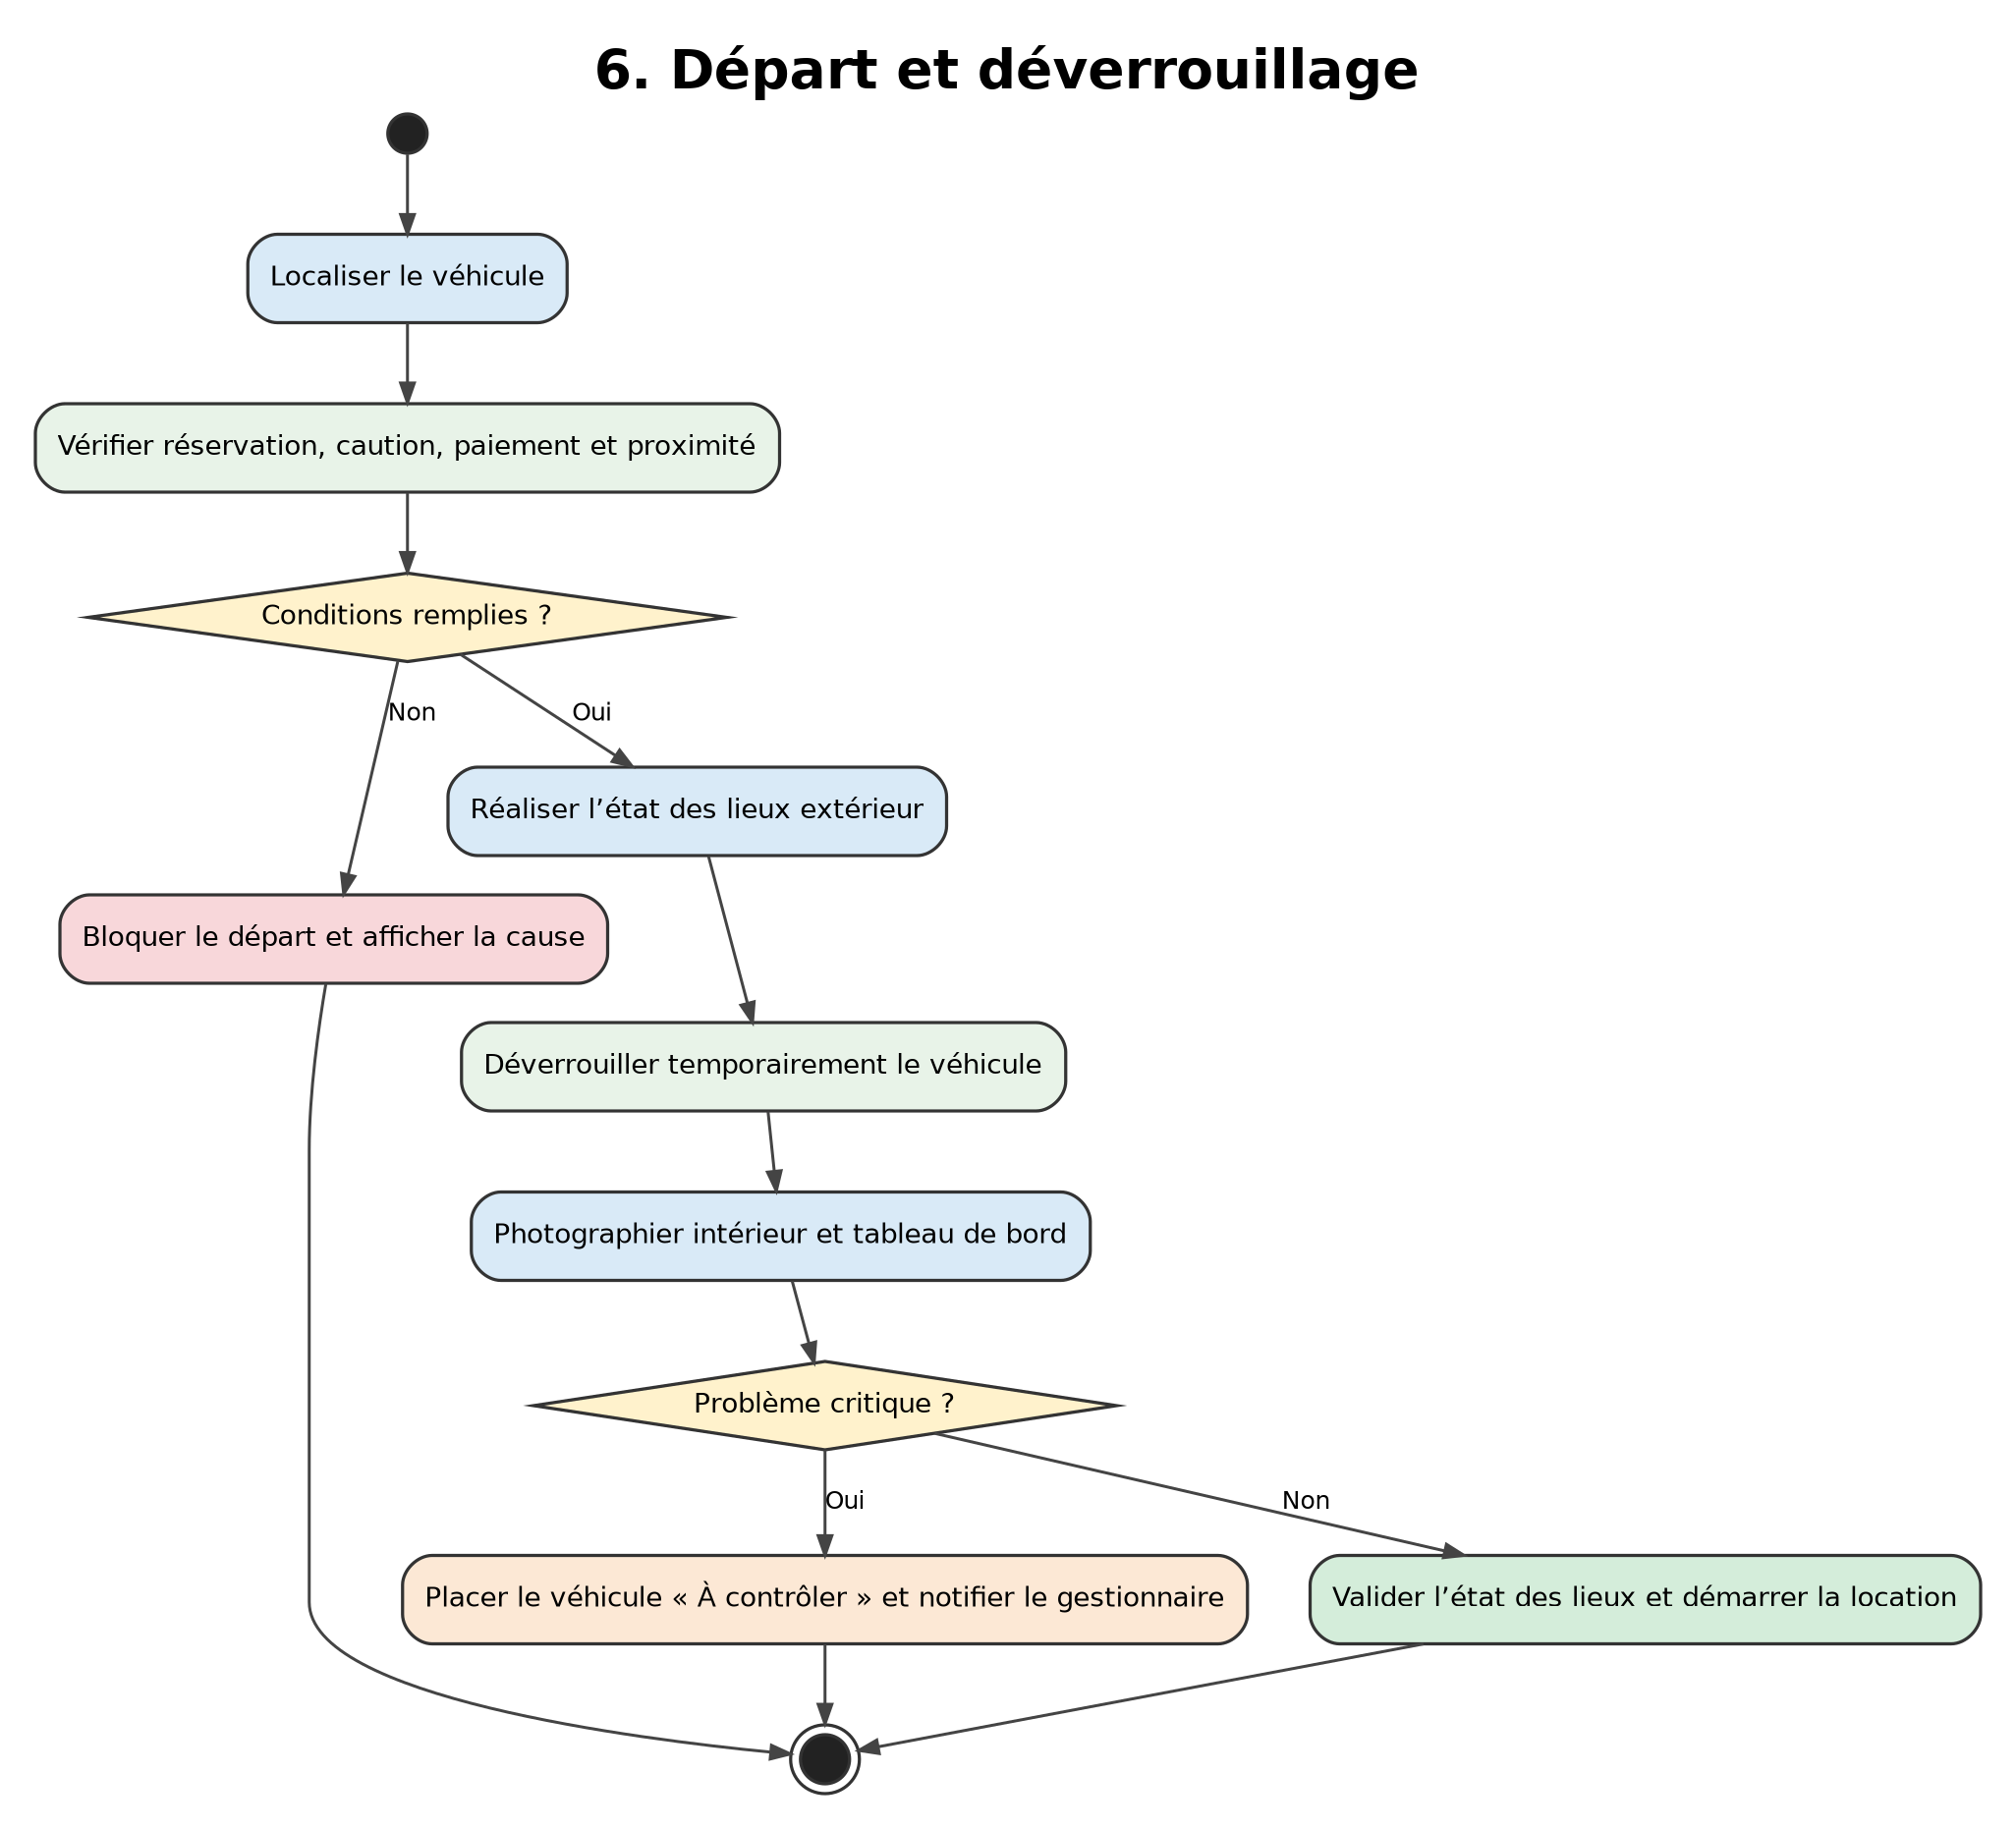 6. Départ et déverrouillage
Localiser le véhicule
Vérifier réservation, caution, paiement et proximité
Conditions remplies ?
Non
Oui
Réaliser l’état des lieux extérieur
Bloquer le départ et afficher la cause
Déverrouiller temporairement le véhicule
Photographier intérieur et tableau de bord
Problème critique ?
Oui
Non
Placer le véhicule « À contrôler » et notifier le gestionnaire
Valider l’état des lieux et démarrer la location